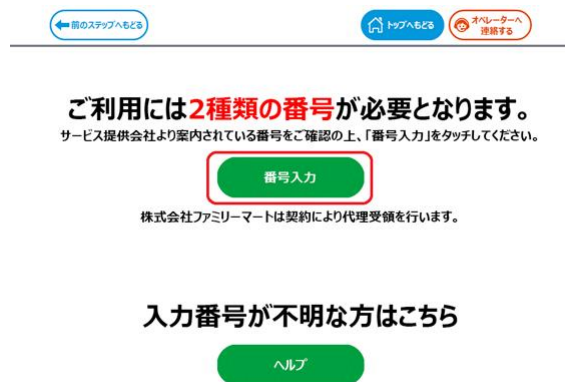 前のステップへもどる
トップへもどる
オペレーターへ
連絡する
ご利用には2種類の番号が必要となります。
サービス提供会社より案内されている番号をご確認の上、「番号入力」をタッチしてください。
番号入力
株式会社ファミリーマートは契約により代理受領を行います。
入力番号が不明な方はこちら
ヘルプ